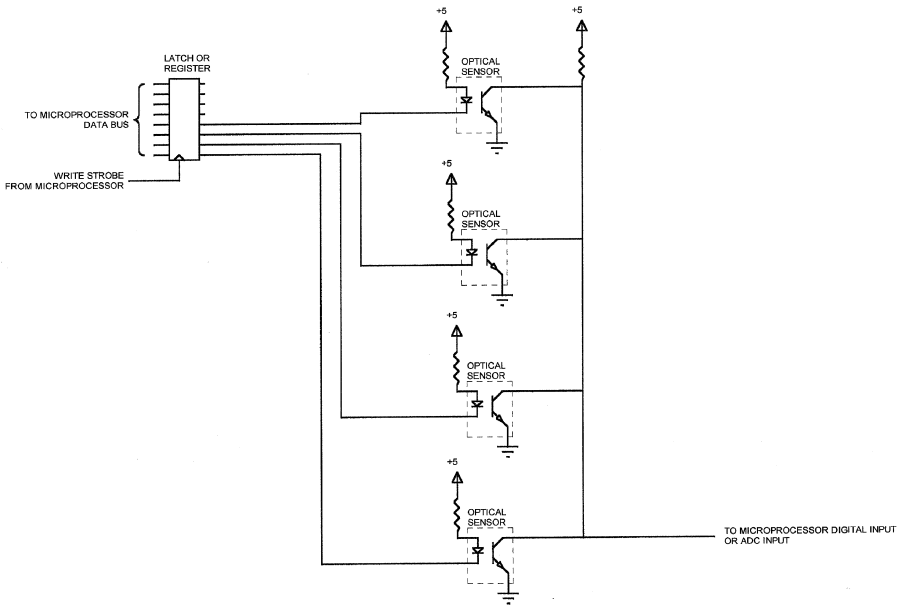 +5
+5
LATCH OR
REGISTER
OPTICAL
SENSOR
TO MICROPROCESSOR
DATA BUS
WRITE STROBE
FROM MICROPROCESSOR
+5
OPTICAL
SENSOR
+5
OPTICAL
SENSOR
+5
OPTICAL
SENSOR
TO MICROPROCESSOR DIGITAL INPUT
OR ADC INPUT